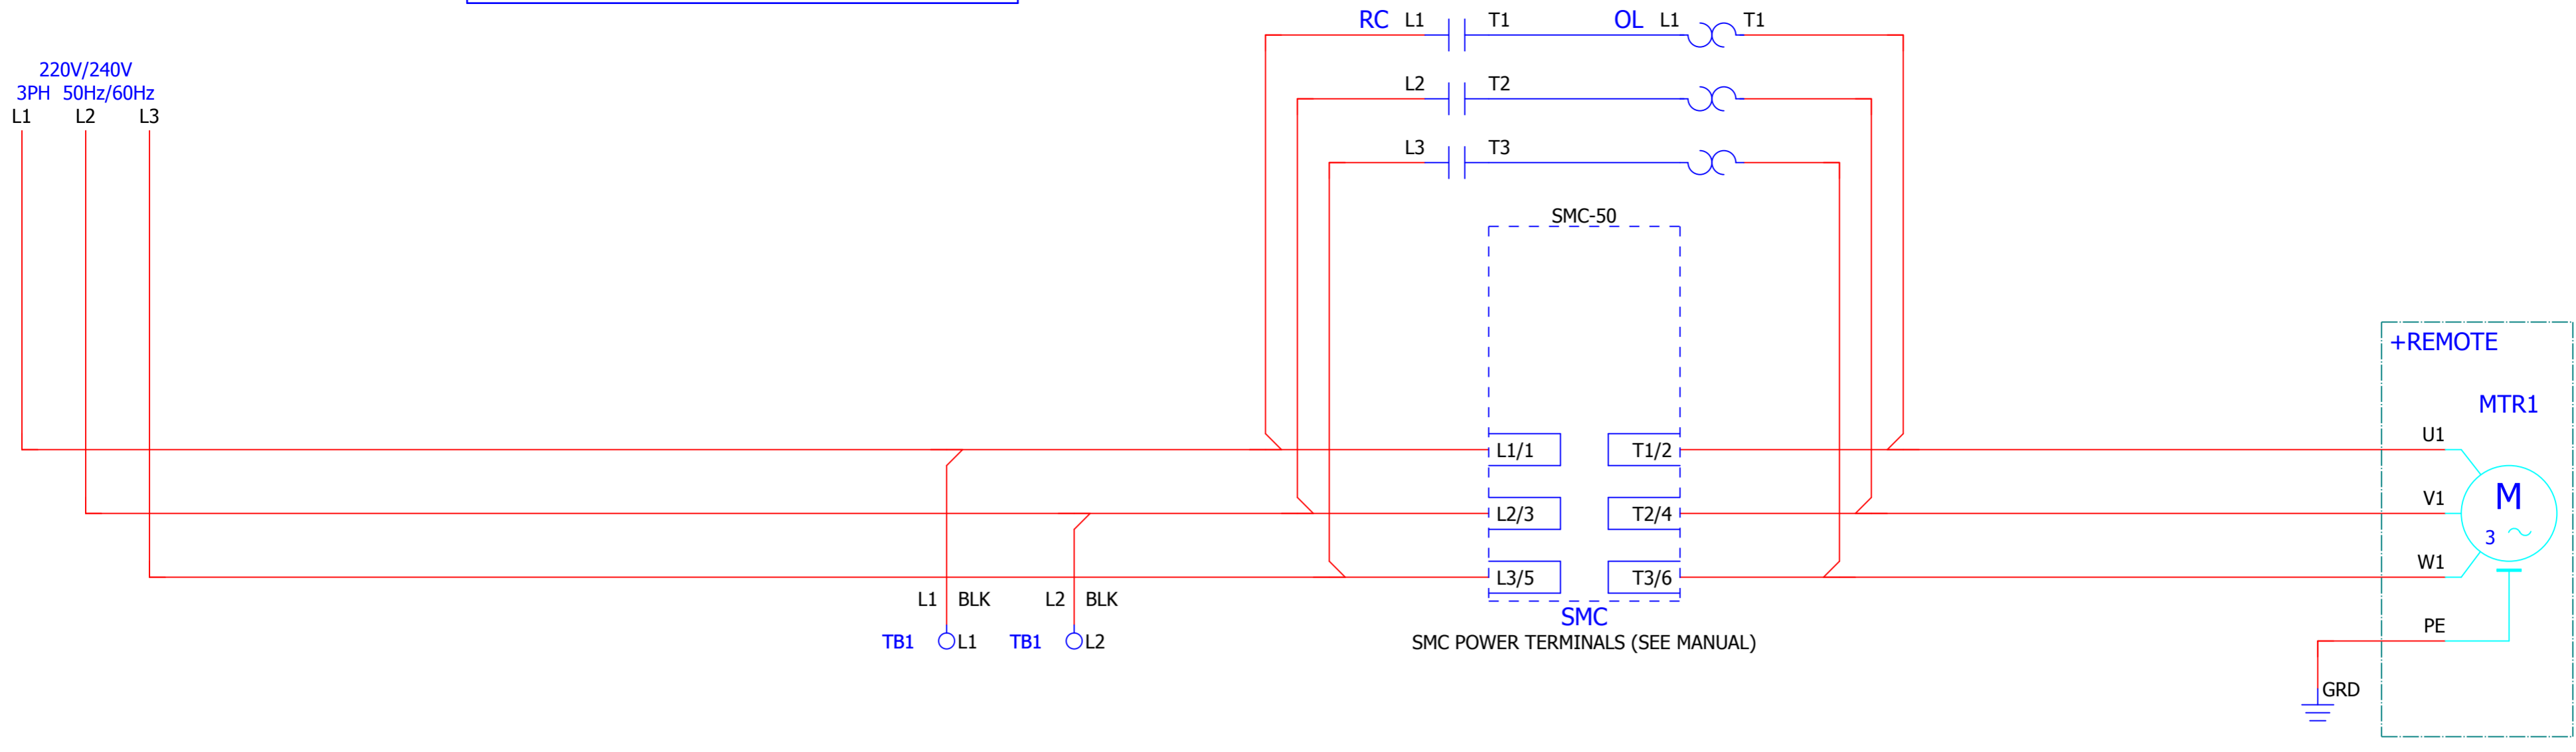 RC L1 T1 OL L1 T1
220V/240V
3PH 50Hz/60Hz
L1 L2 L3
L2 T2
L3 T3
SMC-50
+REMOTE
MTR1
U1
L1/1 T1/2
V1
M
3
L2/3 T2/4
W1
L3/5 T3/6
L1 BLK L2 BLK
SMC
TB1 L1 TB1 L2
SMC POWER TERMINALS (SEE MANUAL)
PE
GRD